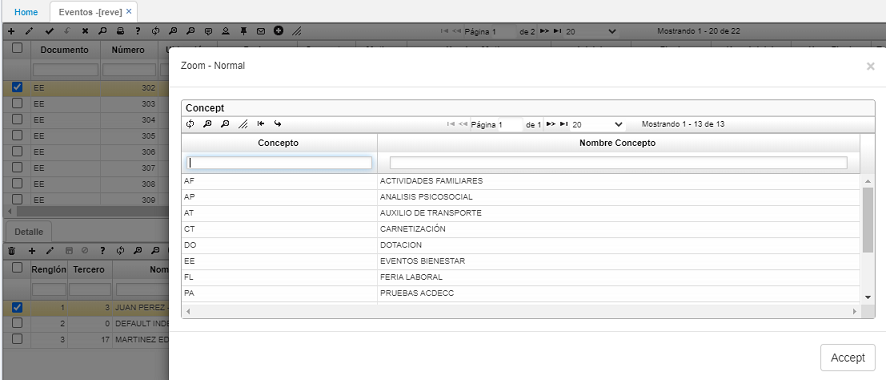 Home Eventos -[reve] ×
Página 1 de 2 20 Mostrando 1 - 20 de 22
Documento Número
EE 302
EE 303
EE 304
EE 305
EE 306
EE 307
EE 308
EE 309
Detalle
Renglón Tercero Nom
1 3 JUAN PEREZ
2 0 DEFAULT INDE
3 17 MARTINEZ ED
Zoom - Normal ×
Concept
Página 1 de 1 20 Mostrando 1 - 13 de 13
Concepto Nombre Concepto
AF ACTIVIDADES FAMILIARES
AP ANALISIS PSICOSOCIAL
AT AUXILIO DE TRANSPORTE
CT CARNETIZACIÓN
DO DOTACION
EE EVENTOS BIENESTAR
FL FERIA LABORAL
PA PRUEBAS ACDECC
Accept